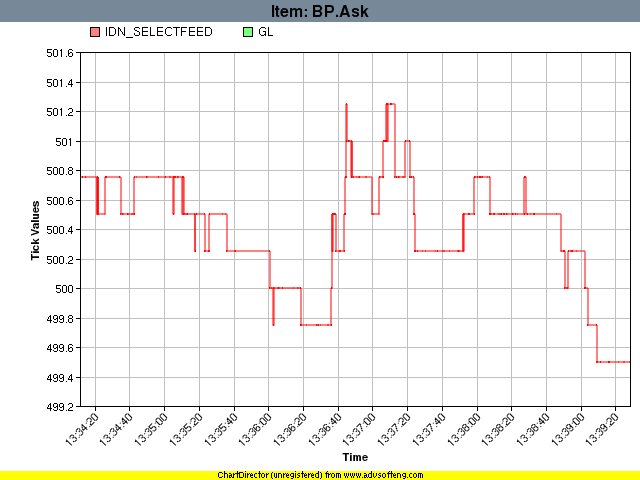 Item: BP.Ask
IDN_SELECTFEED GL
501.6
501.4
501.2
501
500.8
500.6
500.4
500.2
500
499.8
499.6
499.4
499.2
Tick Values
13:34:20 13:34:40 13:35:00 13:35:20 13:35:40 13:36:00 13:36:20 13:36:40 13:37:00 13:37:20 13:37:40 13:38:00 13:38:20 13:38:40 13:39:00 13:39:20
Time
ChartDirector (unregistered) from www.advsofteng.com